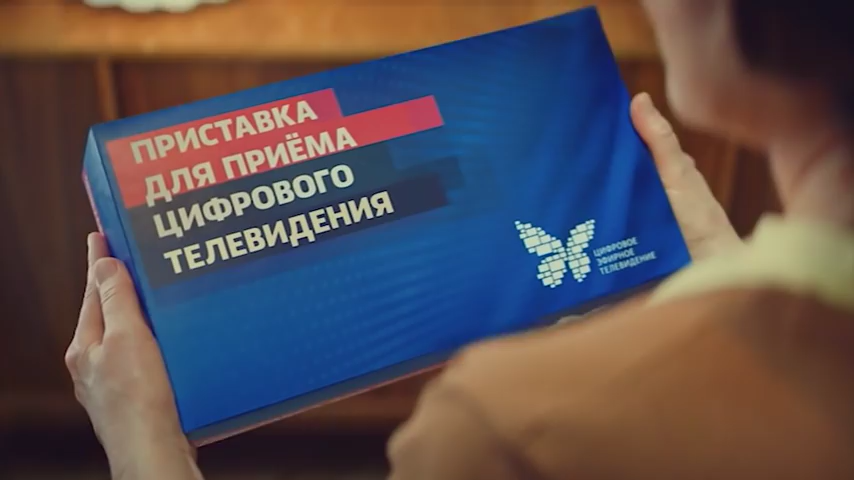 ПРИСТАВКА
ДЛЯ ПРИЁМА
ЦИФРОВОГО
ТЕЛЕВИДЕНИЯ
ЦИФРОВОЕ
ЭФИРНОЕ
ТЕЛЕВИДЕНИЕ